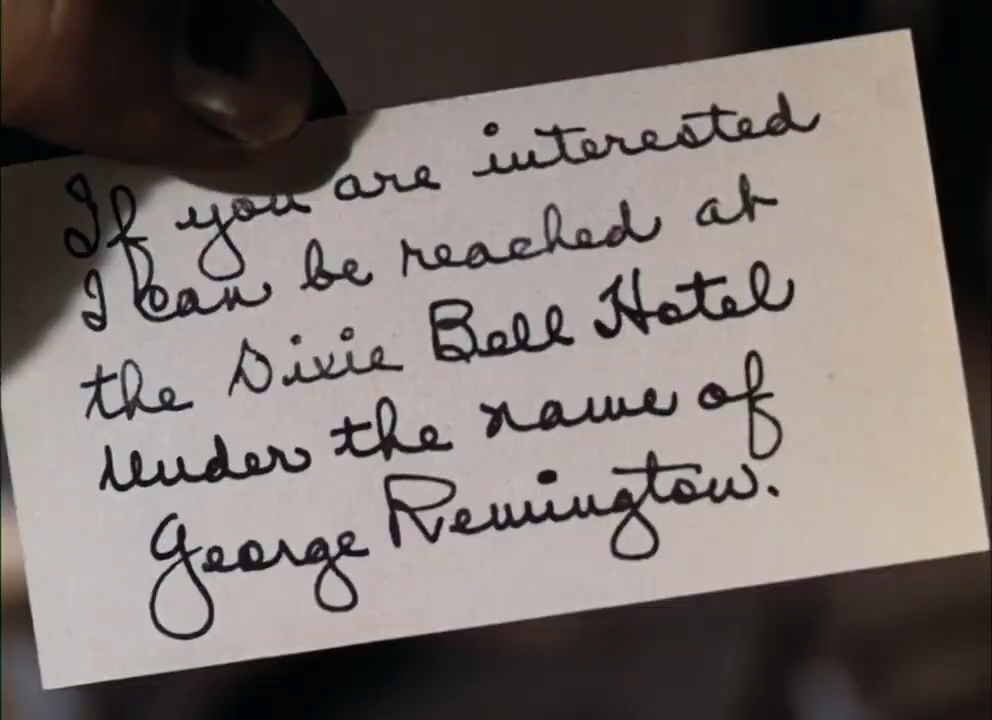 If you are interested
I can be reached at
the Dixie Bell Hotel
under the name of
George Remington.